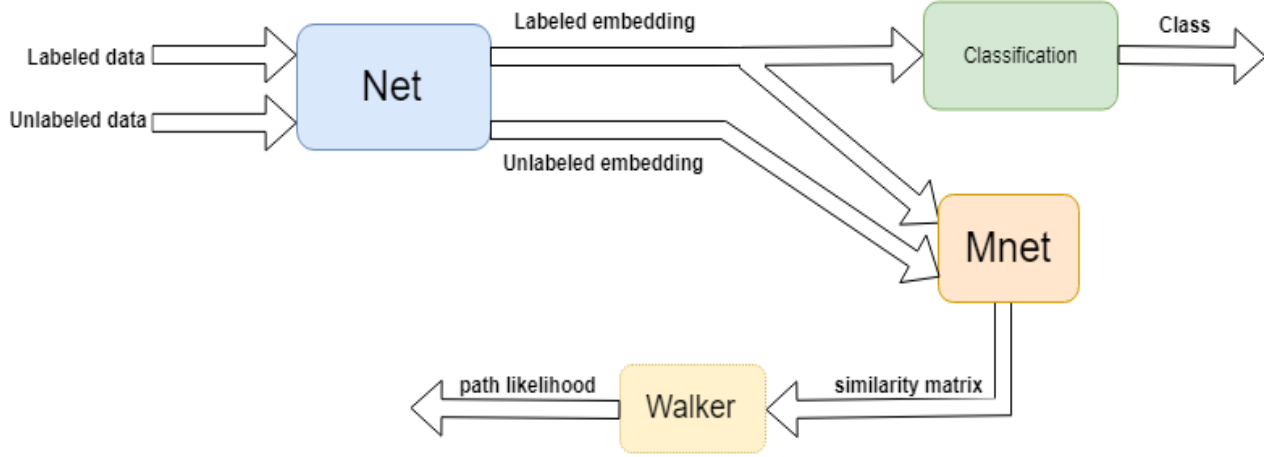 Labeled embedding
Class
Labeled data
Net
Classification
Unlabeled data
Unlabeled embedding
Mnet
path likelihood
similarity matrix
Walker